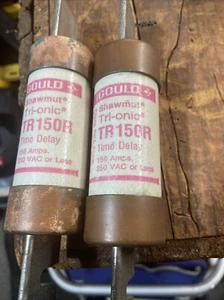 GOULD
Shawmut®
Tri-onic®
TR150R
Time Delay
150 Amps.
250 VAC or Less
GOULD
Shawmut®
Tri-onic®
TR150R
Time Delay
150 Amps.
250 VAC or Less